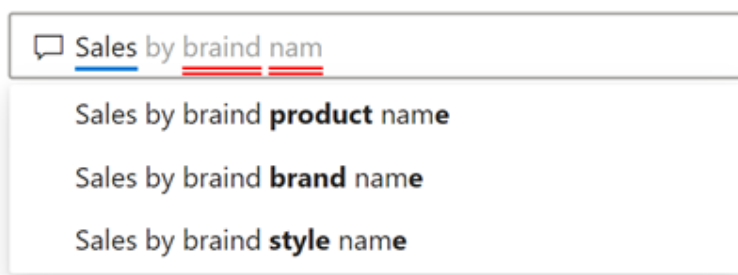 Sales by braind nam
Sales by braind product name
Sales by braind brand name
Sales by braind style name